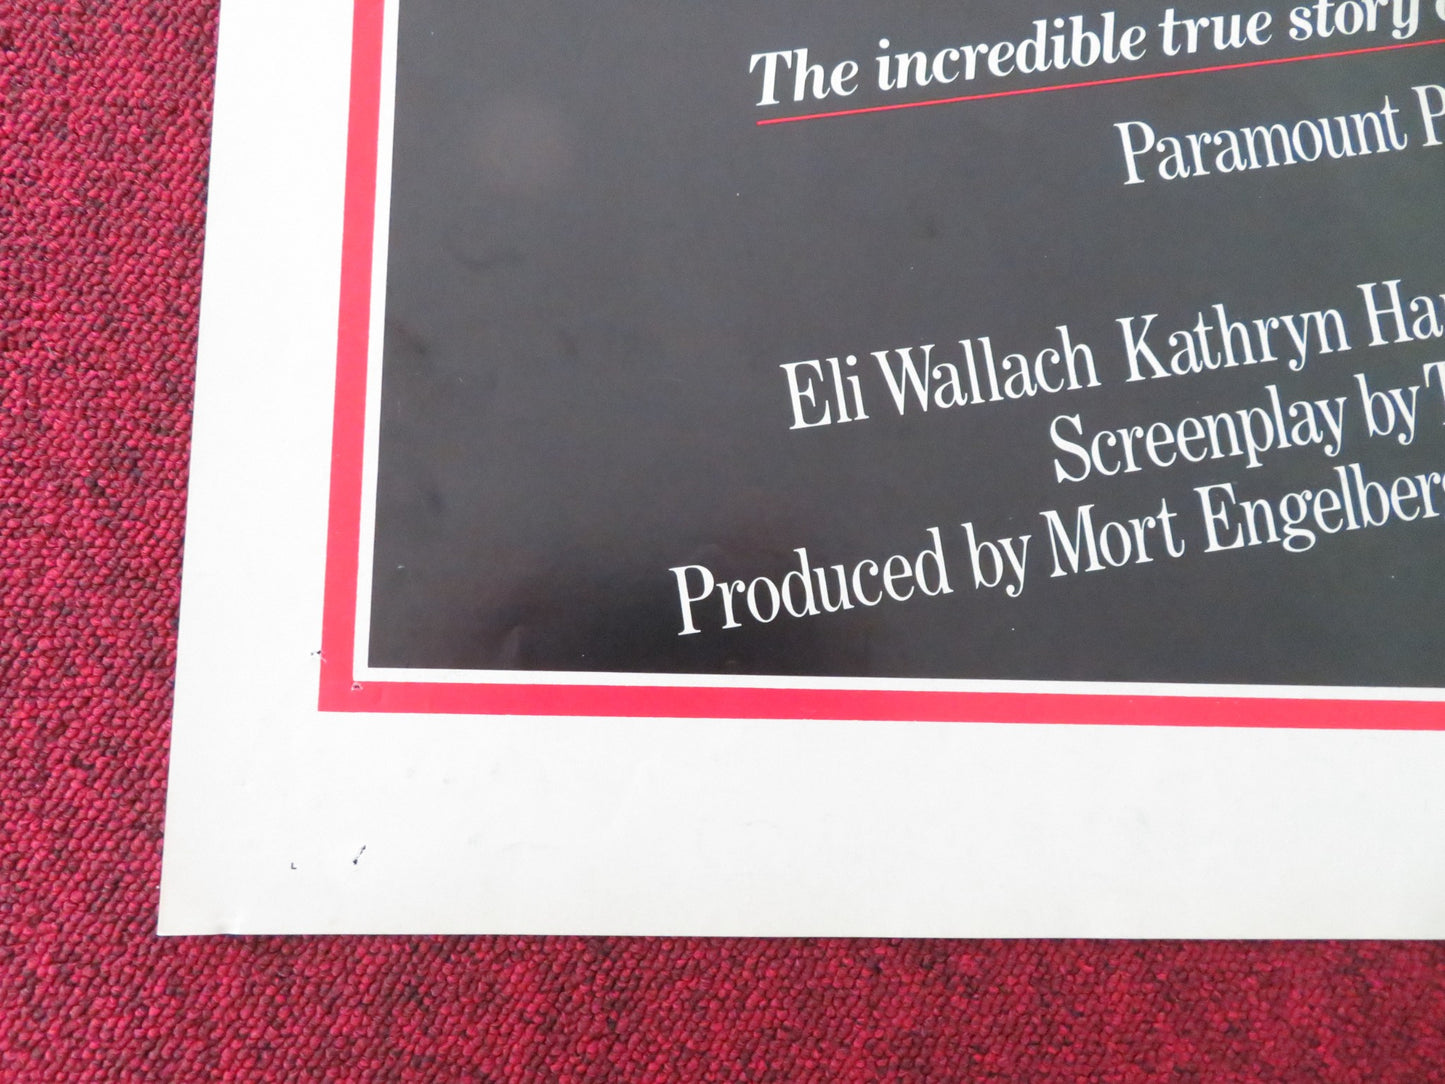 The incredible true story
Paramount
Eli Wallach Kathryn
Screenplay by
Produced by Mort